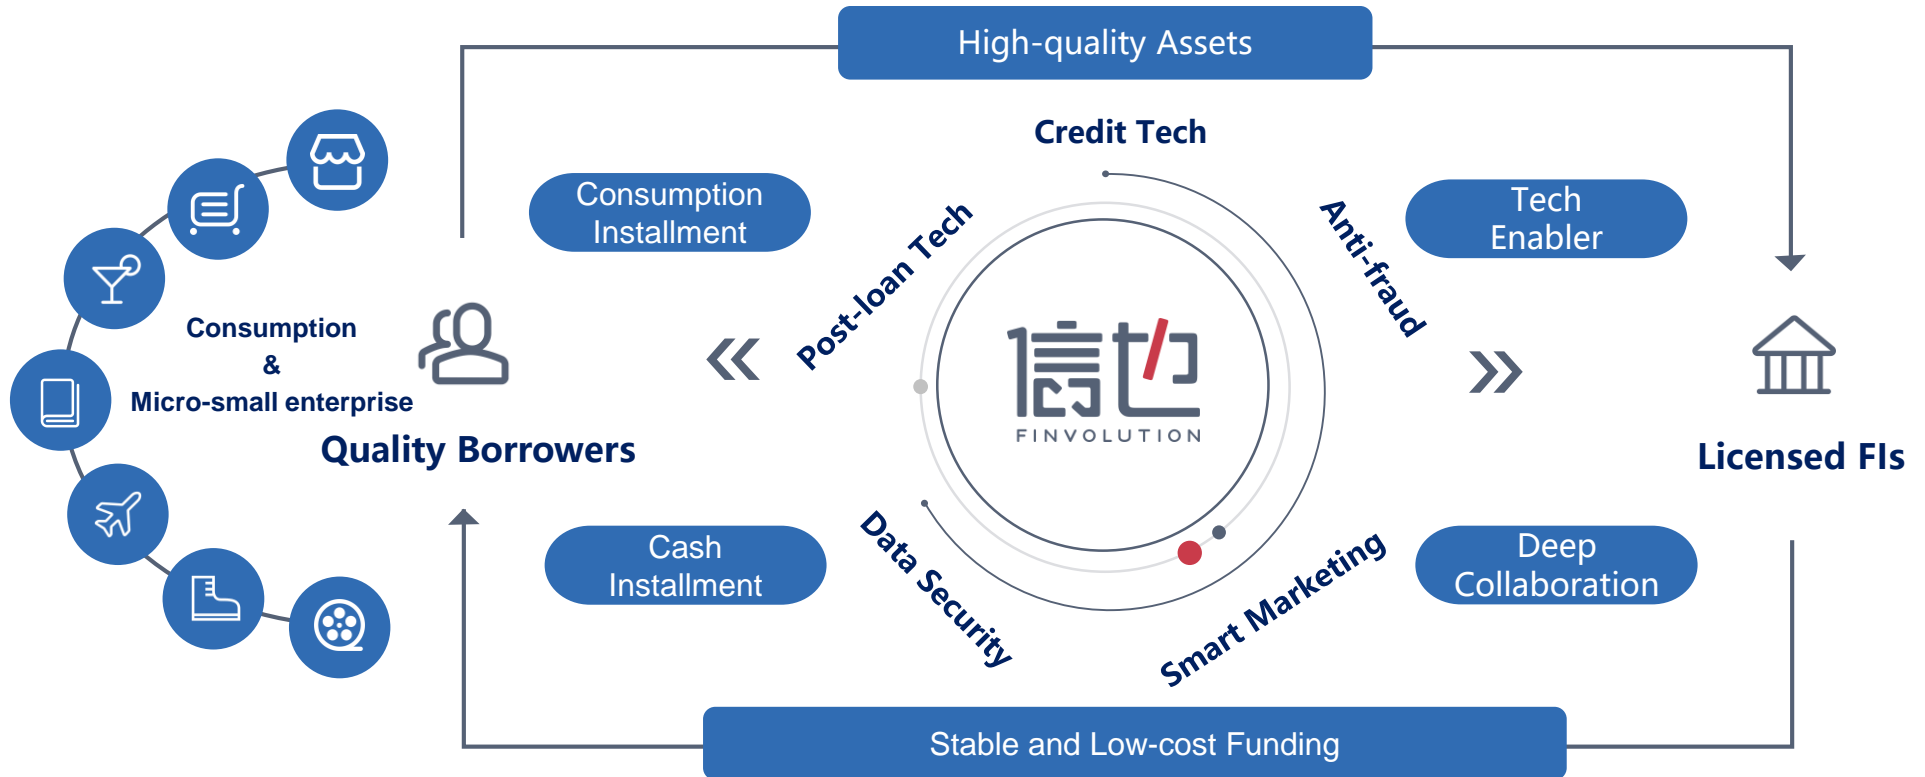 High-quality Assets
Credit Tech
Consumption
Installment
Post-loan Tech
Anti-fraud
Tech
Enabler
Consumption
&
Micro-small enterprise
Quality Borrowers
信也
FINVOLUTION
Licensed FIs
Cash
Installment
Data Security
Smart Marketing
Deep
Collaboration
Stable and Low-cost Funding